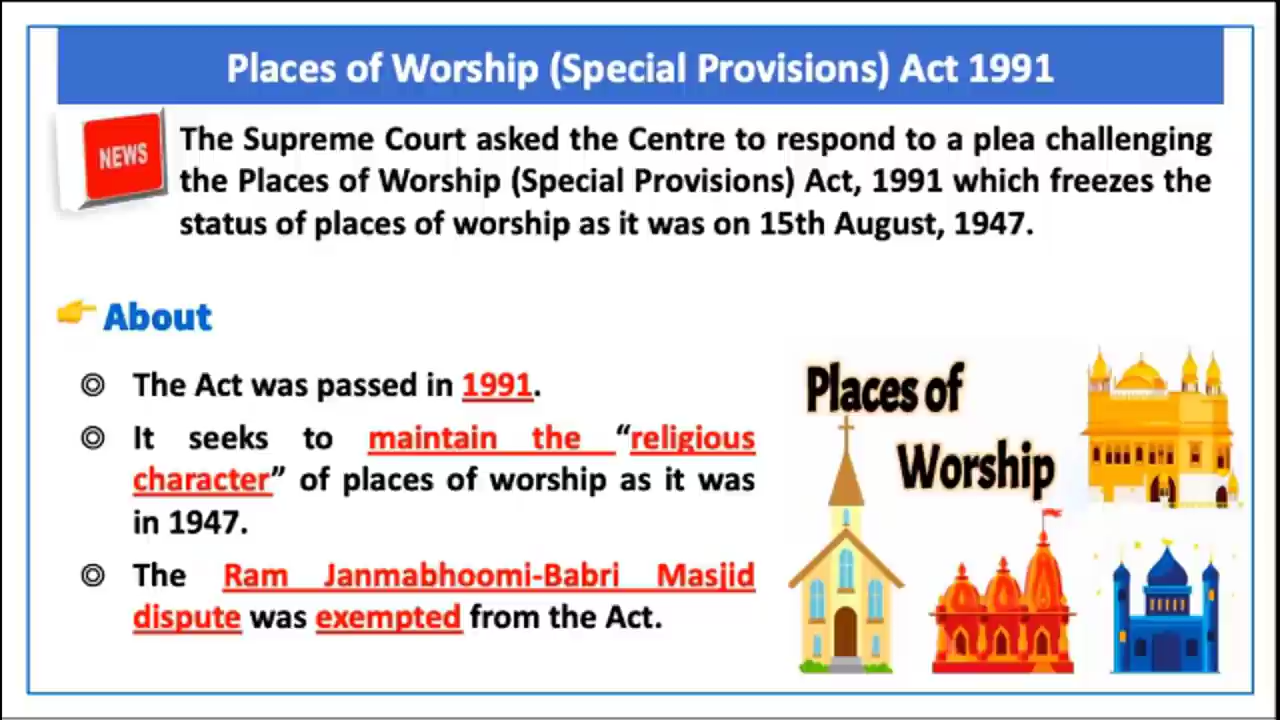 Places of Worship (Special Provisions) Act 1991
NEWS
The Supreme Court asked the Centre to respond to a plea challenging
the Places of Worship (Special Provisions) Act, 1991 which freezes the
status of places of worship as it was on 15th August, 1947.
About
The Act was passed in 1991.
It seeks to maintain the “religious
character” of places of worship as it was
in 1947.
The Ram Janmabhoomi-Babri Masjid
dispute was exempted from the Act.
Places of
Worship